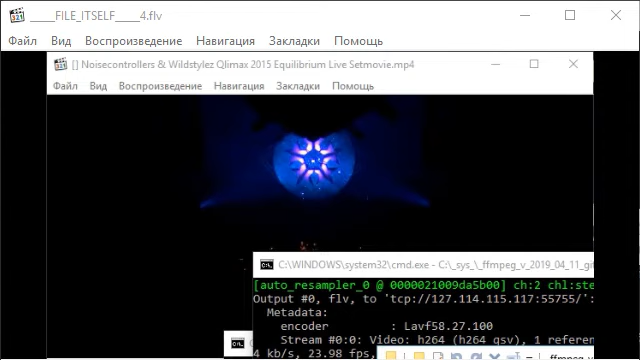 _____FILE_ITSELF_____4.flv
Файл Вид Воспроизведение Навигация Закладки Помощь
[] Noisecontrollers & Wildstylez Qlimax 2015 Equilibrium Live Setmovie.mp4
Файл Вид Воспроизведение Навигация Закладки Помощь
C:\WINDOWS\system32\cmd.exe - C:\_sys_\_ffmpeg_v_2019_04_11_git
[auto_resampler_0 @ 0000021009da5b00] ch:2 chl:ste
Output #0, flv, to 'tcp://127.114.115.117:55755/':
Metadata:
encoder : Lavf58.27.100
Stream #0:0: Video: h264 (h264_qsv), 1 referen
4 kb/s, 23.98 fps,
ffmpeg_v